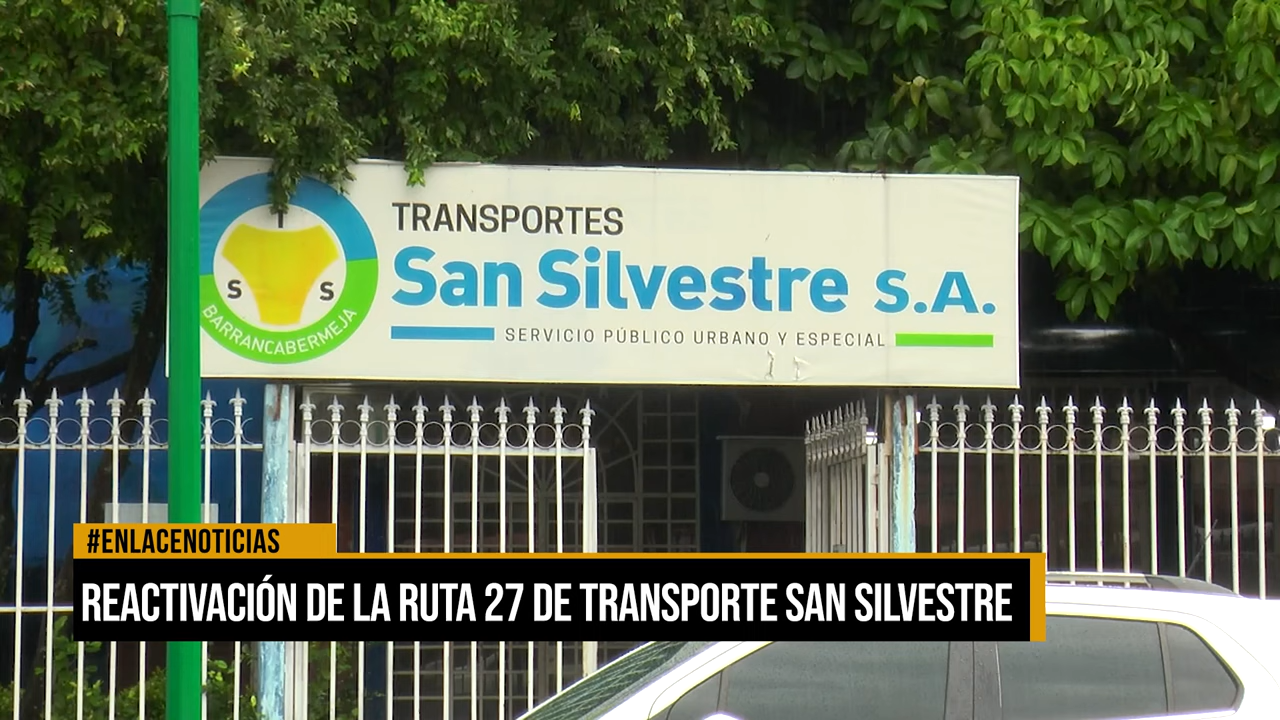 TRANSPORTES
San Silvestre S.A.
SERVICIO PÚBLICO URBANO Y ESPECIAL
T
S S
BARRANCABERMEJA
#ENLACENOTICIAS
REACTIVACIÓN DE LA RUTA 27 DE TRANSPORTE SAN SILVESTRE